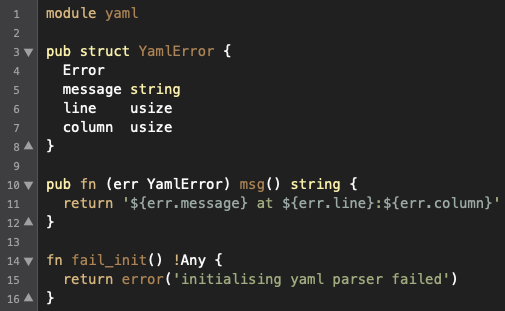 1 module yaml
2
3 pub struct YamlError {
4   Error
5   message string
6   line    usize
7   column  usize
8 }
9
10 pub fn (err YamlError) msg() string {
11   return '${err.message} at ${err.line}:${err.column}'
12 }
13
14 fn fail_init() !Any {
15   return error('initialising yaml parser failed')
16 }